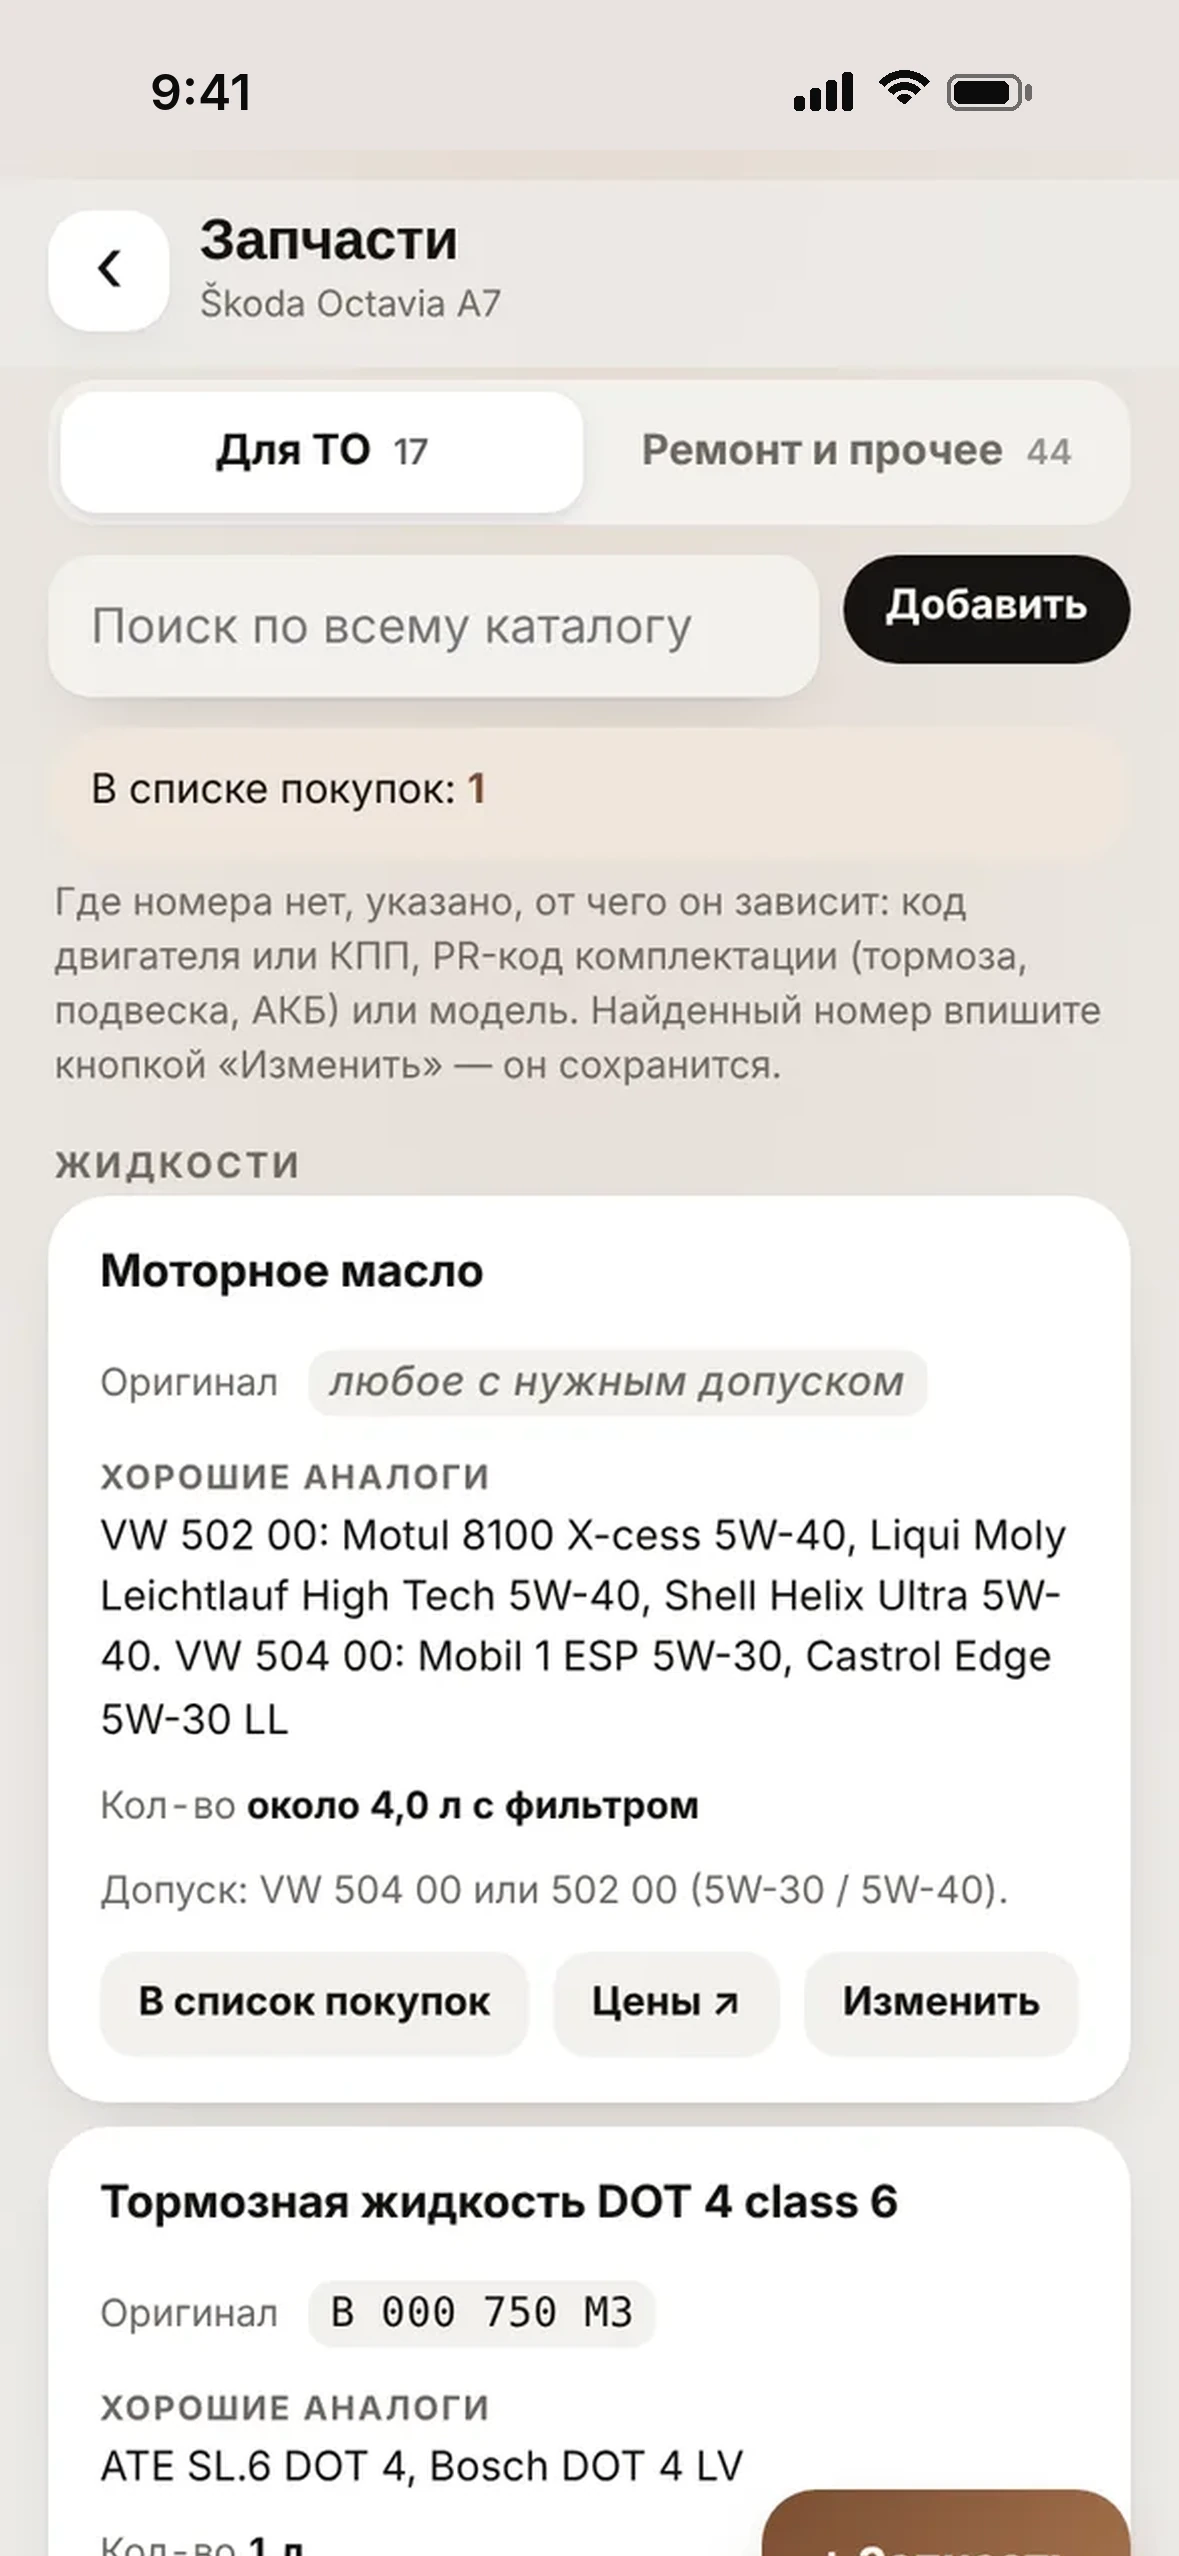 9:41
Запчасти
Škoda Octavia A7
Для ТО 17
Ремонт и прочее 44
Поиск по всему каталогу
Добавить
В списке покупок: 1
Где номера нет, указано, от чего он зависит: код
двигателя или КПП, PR-код комплектации (тормоза,
подвеска, АКБ) или модель. Найденный номер впишите
кнопкой «Изменить» — он сохранится.
ЖИДКОСТИ
Моторное масло
Оригинал любое с нужным допуском
ХОРОШИЕ АНАЛОГИ
VW 502 00: Motul 8100 X-cess 5W-40, Liqui Moly
Leichtlauf High Tech 5W-40, Shell Helix Ultra 5W-
40. VW 504 00: Mobil 1 ESP 5W-30, Castrol Edge
5W-30 LL
Кол-во около 4,0 л с фильтром
Допуск: VW 504 00 или 502 00 (5W-30 / 5W-40).
В список покупок
Цены ↗
Изменить
Тормозная жидкость DOT 4 class 6
Оригинал B 000 750 M3
ХОРОШИЕ АНАЛОГИ
ATE SL.6 DOT 4, Bosch DOT 4 LV
Кол-во 1 л